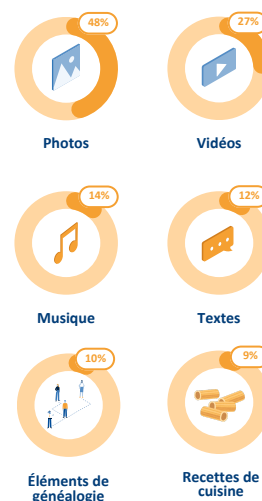 48%
27%
Photos
Vidéos
14%
12%
Musique
Textes
10%
9%
Éléments de
généalogie
Recettes de
cuisine